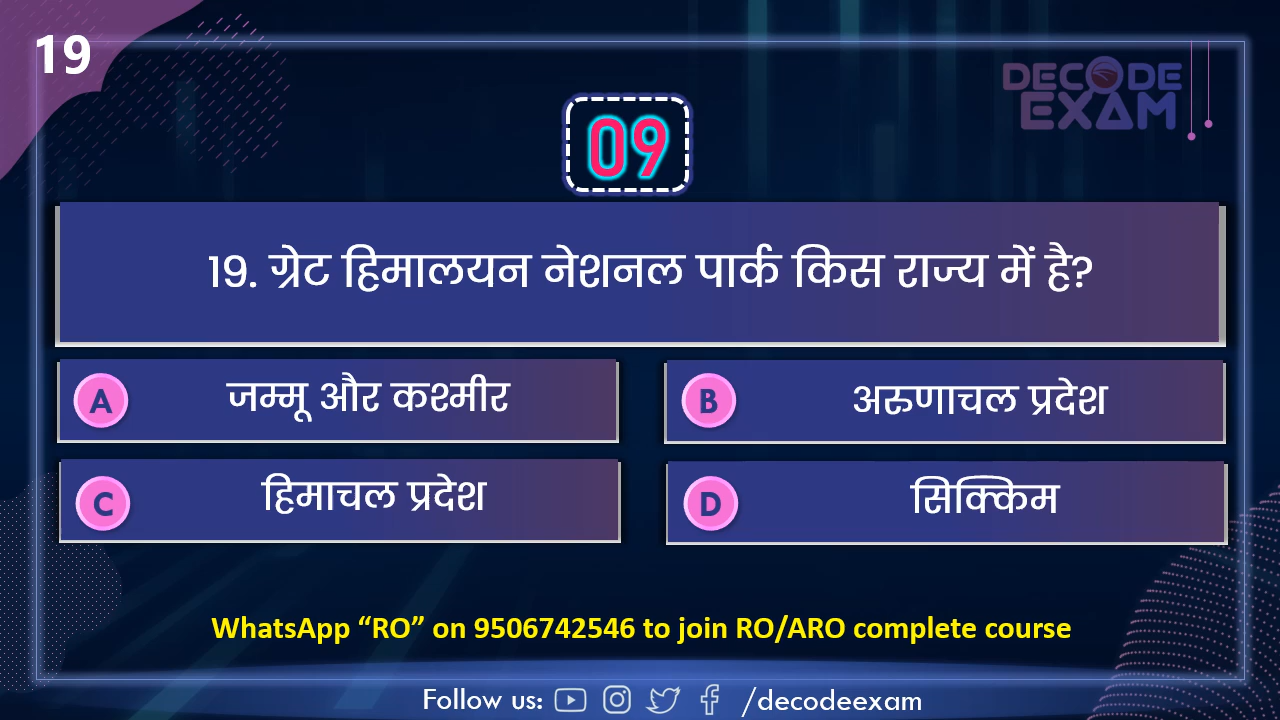 19
DECODE
EXAM
09
19. ग्रेट हिमालयन नेशनल पार्क किस राज्य में है?
A जम्मू और कश्मीर
B अरुणाचल प्रदेश
C हिमाचल प्रदेश
D सिक्किम
WhatsApp “RO” on 9506742546 to join RO/ARO complete course
Follow us: /decodeexam